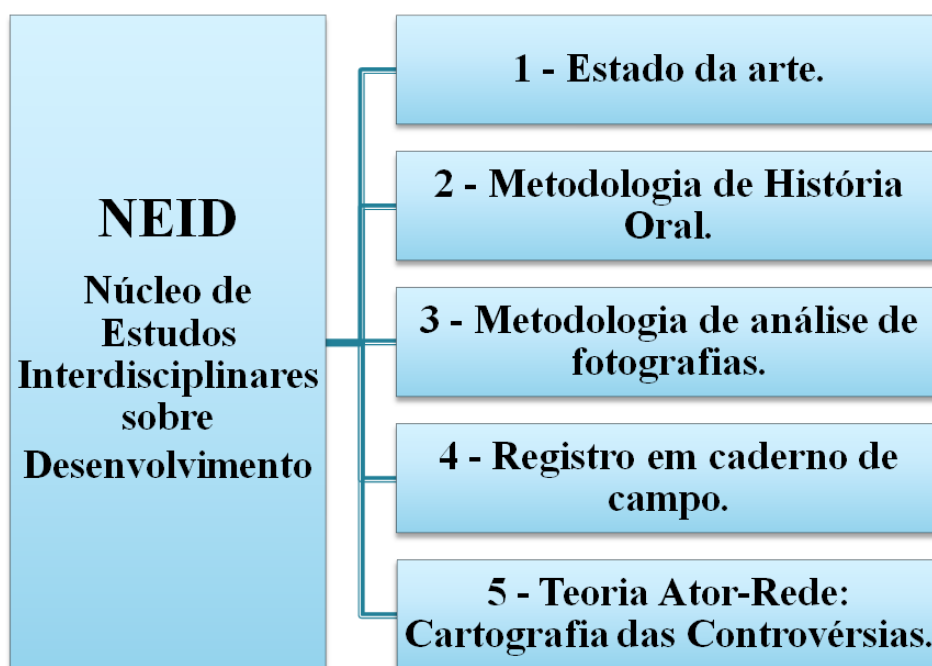 NEID
Núcleo de
Estudos
Interdisciplinares
sobre
Desenvolvimento
1 - Estado da arte.
2 - Metodologia de História
Oral.
3 - Metodologia de análise de
fotografias.
4 - Registro em caderno de
campo.
5 - Teoria Ator-Rede:
Cartografia das Controvérsias.